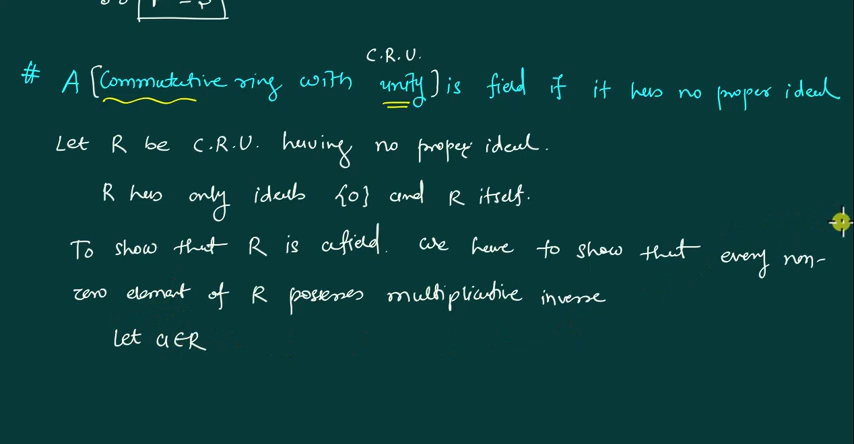 C.R.U.
# A [Commutative ring with unity] is field if it has no proper ideal
Let R be C.R.U. having no proper ideal.
R has only ideals {0} and R itself.
To show that R is afield. We have to show that every non-
zero element of R possesses multiplicative inverse
Let a∈R